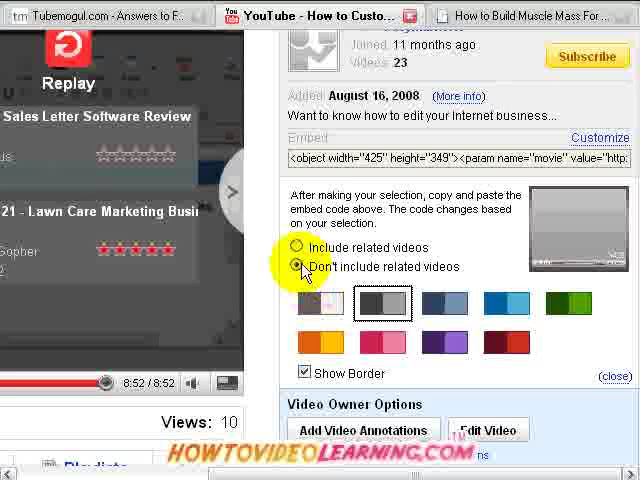 tm Tubemogul.com - Answers to F...
YouTube - How to Custo...
How to Build Muscle Mass For ...
Replay
Sales Letter Software Review
21 - Lawn Care Marketing Busi
Gopher
8:52 / 8:52
Views: 10
Joined: 11 months ago
Videos: 23
Subscribe
Added: August 16, 2008 (More info)
Want to know how to edit your Internet business...
Embed
Customize
<object width="425" height="349"><param name="movie" value="http:
After making your selection, copy and paste the
embed code above. The code changes based
on your selection.
Include related videos
Don't include related videos
Show Border
(close)
Video Owner Options
Add Video Annotations
Edit Video
HOWTOVIDEOLEARNING.COM
TM